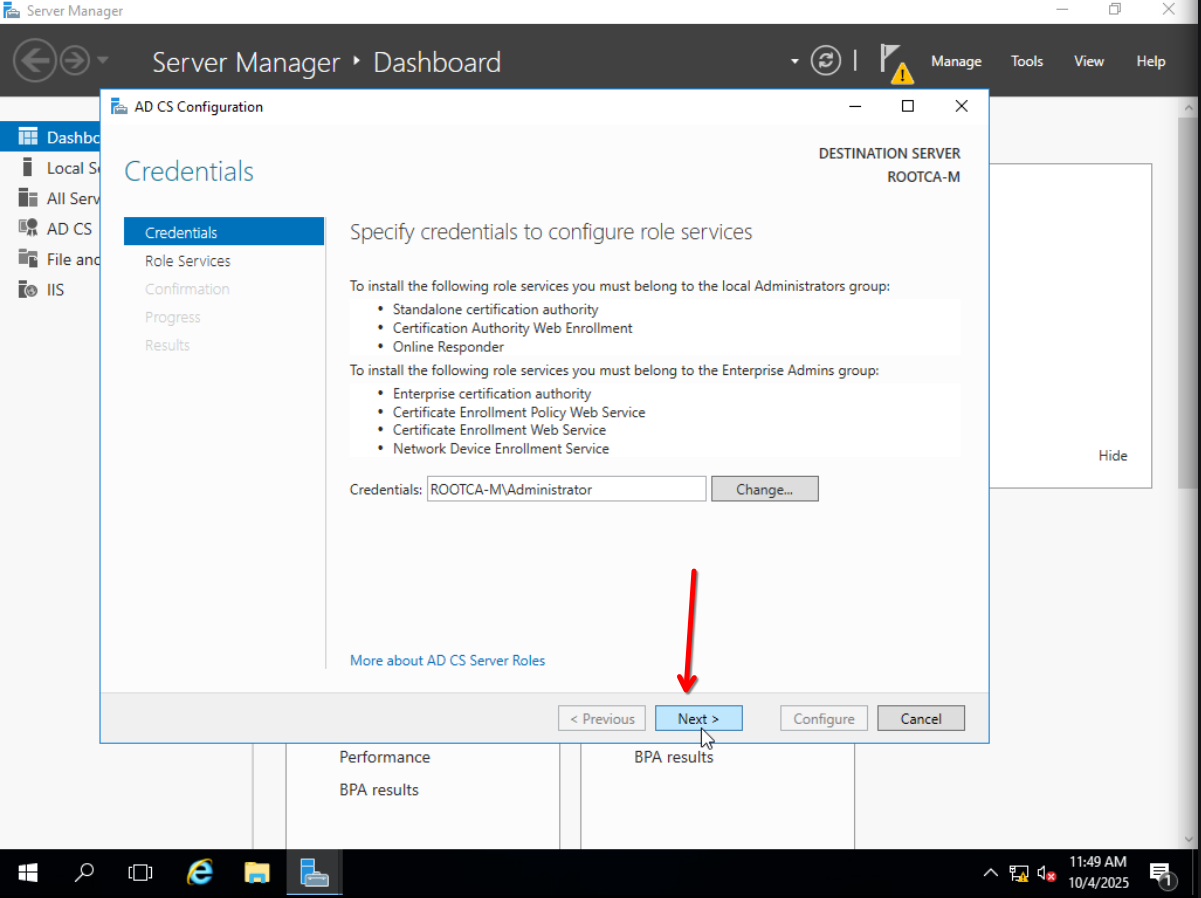 Server Manager
Server Manager ‣ Dashboard
Manage Tools View Help
AD CS Configuration
Dashbc
Local Se
All Serv
AD CS
File and
IIS
Credentials
DESTINATION SERVER
ROOTCA-M
Credentials
Role Services
Confirmation
Progress
Results
Specify credentials to configure role services
To install the following role services you must belong to the local Administrators group:
• Standalone certification authority
• Certification Authority Web Enrollment
• Online Responder
To install the following role services you must belong to the Enterprise Admins group:
• Enterprise certification authority
• Certificate Enrollment Policy Web Service
• Certificate Enrollment Web Service
• Network Device Enrollment Service
Credentials: ROOTCA-M\Administrator Change...
More about AD CS Server Roles
< Previous Next > Configure Cancel
Hide
Performance
BPA results
BPA results
11:49 AM
10/4/2025
1